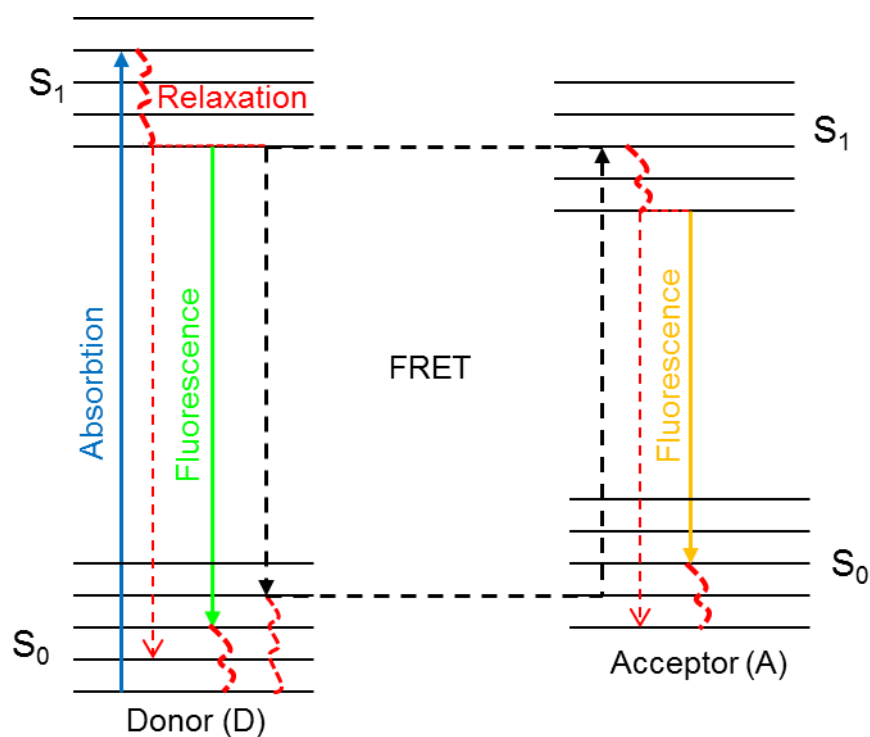 S1
Relaxation
S1
Absorbtion
Fluorescence
FRET
Fluorescence
S0
S0
Donor (D)
Acceptor (A)